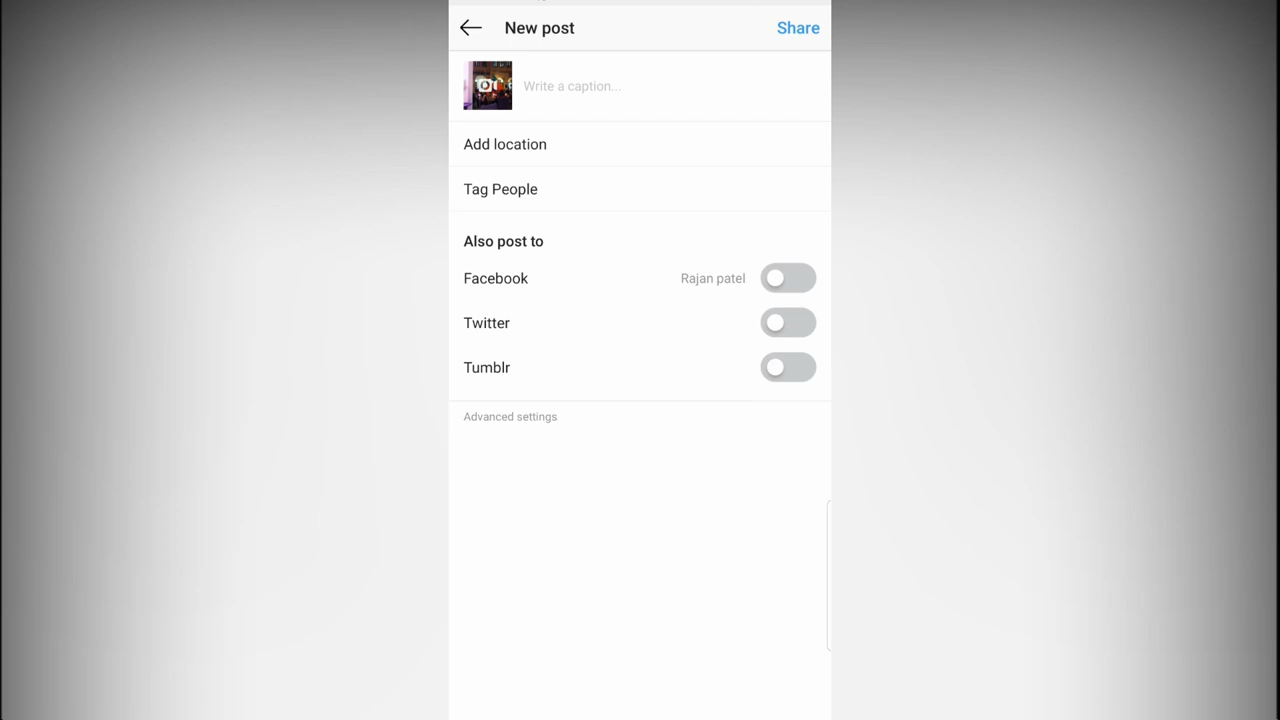 New post
Share
Write a caption...
Add location
Tag People
Also post to
Facebook
Rajan patel
Twitter
Tumblr
Advanced settings